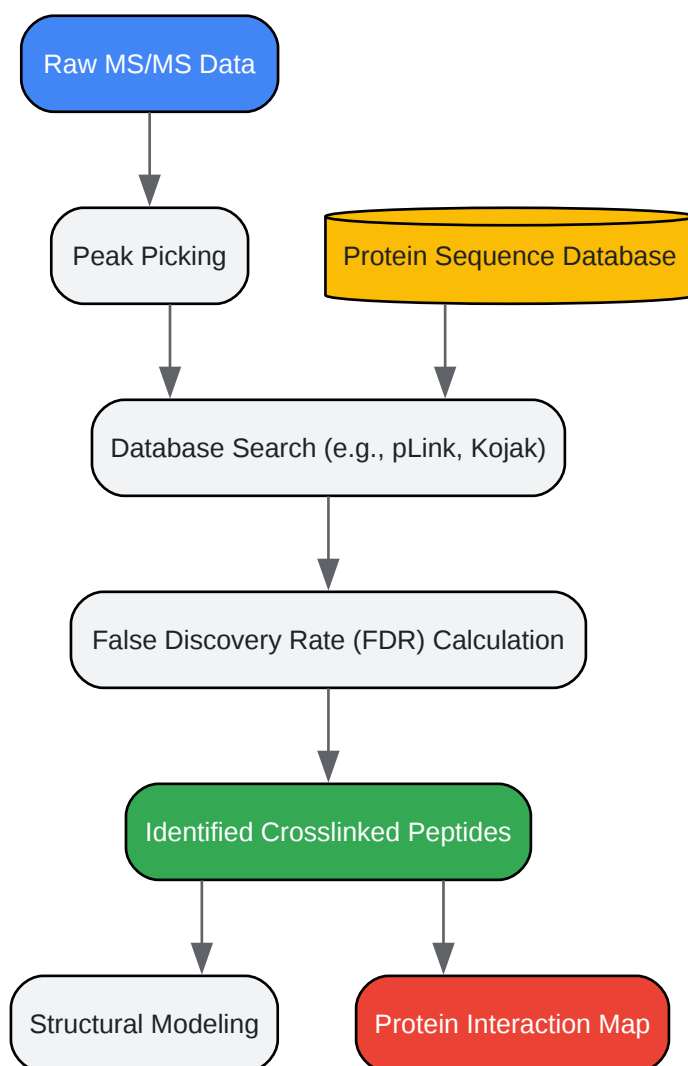 Raw MS/MS Data
Peak Picking
Protein Sequence Database
Database Search (e.g., pLink, Kojak)
False Discovery Rate (FDR) Calculation
Identified Crosslinked Peptides
Structural Modeling
Protein Interaction Map